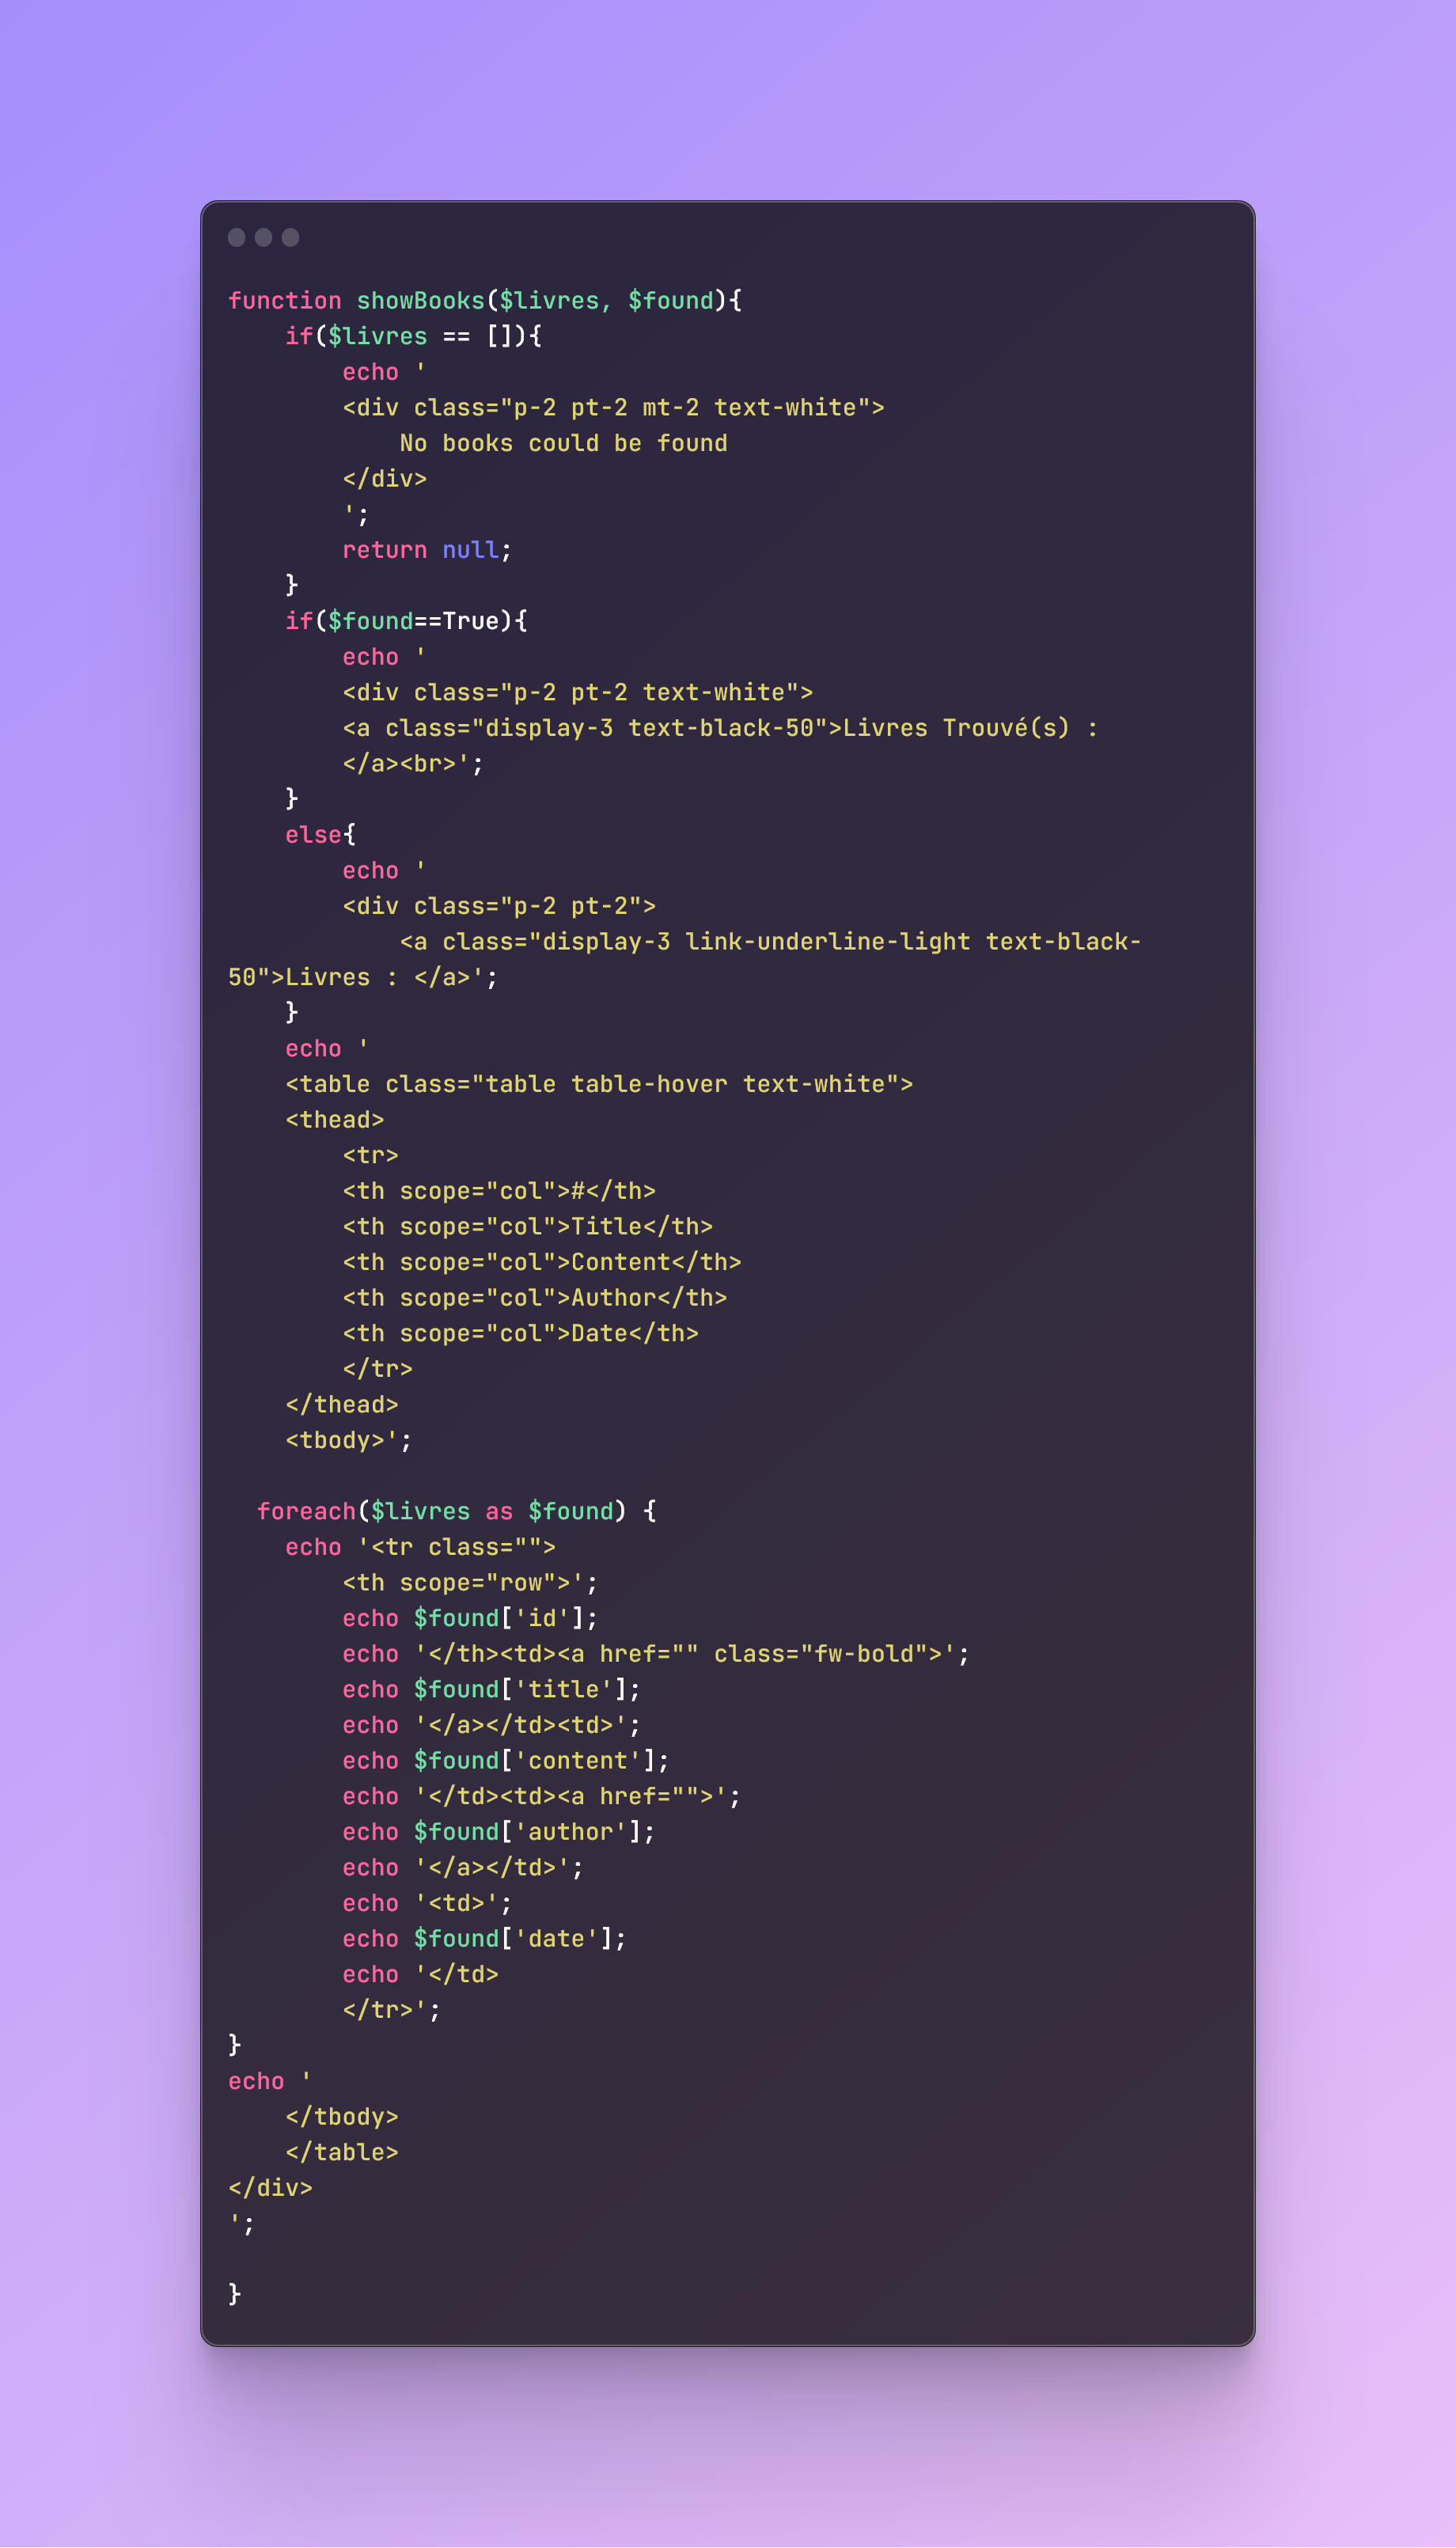 function showBooks($livres, $found){
    if($livres == []){
        echo '
        <div class="p-2 pt-2 mt-2 text-white">
            No books could be found
        </div>
        ';
        return null;
    }
    if($found==True){
        echo '
        <div class="p-2 pt-2 text-white">
        <a class="display-3 text-black-50">Livres Trouvé(s) :
        </a><br>';
    }
    else{
        echo '
        <div class="p-2 pt-2">
            <a class="display-3 link-underline-light text-black-
50">Livres : </a>';
    }
    echo '
    <table class="table table-hover text-white">
    <thead>
        <tr>
        <th scope="col">#</th>
        <th scope="col">Title</th>
        <th scope="col">Content</th>
        <th scope="col">Author</th>
        <th scope="col">Date</th>
        </tr>
    </thead>
    <tbody>';

  foreach($livres as $found) {
    echo '<tr class="">
        <th scope="row">';
        echo $found['id'];
        echo '</th><td><a href="" class="fw-bold">';
        echo $found['title'];
        echo '</a></td><td>';
        echo $found['content'];
        echo '</td><td><a href="">';
        echo $found['author'];
        echo '</a></td>';
        echo '<td>';
        echo $found['date'];
        echo '</td>
        </tr>';
}
echo '
    </tbody>
    </table>
</div>
';

}